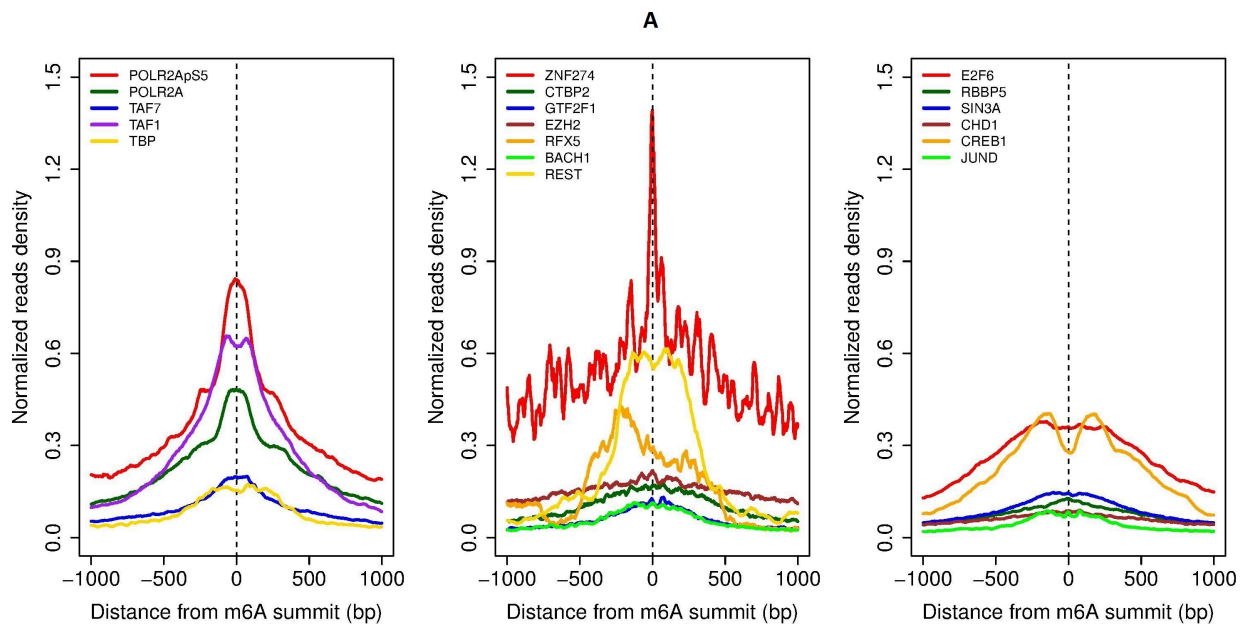 A
POLR2ApS5
POLR2A
TAF7
TAF1
TBP
1.5
1.2
0.9
0.6
0.3
0.0
Normalized reads density
−1000 −500 0 500 1000
Distance from m6A summit (bp)
ZNF274
CTBP2
GTF2F1
EZH2
RFX5
BACH1
REST
1.5
1.2
0.9
0.6
0.3
0.0
Normalized reads density
−1000 −500 0 500 1000
Distance from m6A summit (bp)
E2F6
RBBP5
SIN3A
CHD1
CREB1
JUND
1.5
1.2
0.9
0.6
0.3
0.0
Normalized reads density
−1000 −500 0 500 1000
Distance from m6A summit (bp)